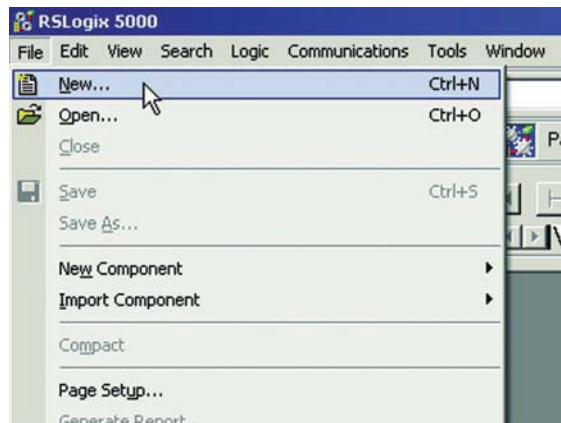 RSLogix 5000
File Edit View Search Logic Communications Tools Window
New... Ctrl+N
Open... Ctrl+O
Close
Save Ctrl+S
Save As...
New Component
Import Component
Compact
Page Setup...
Generate Report...